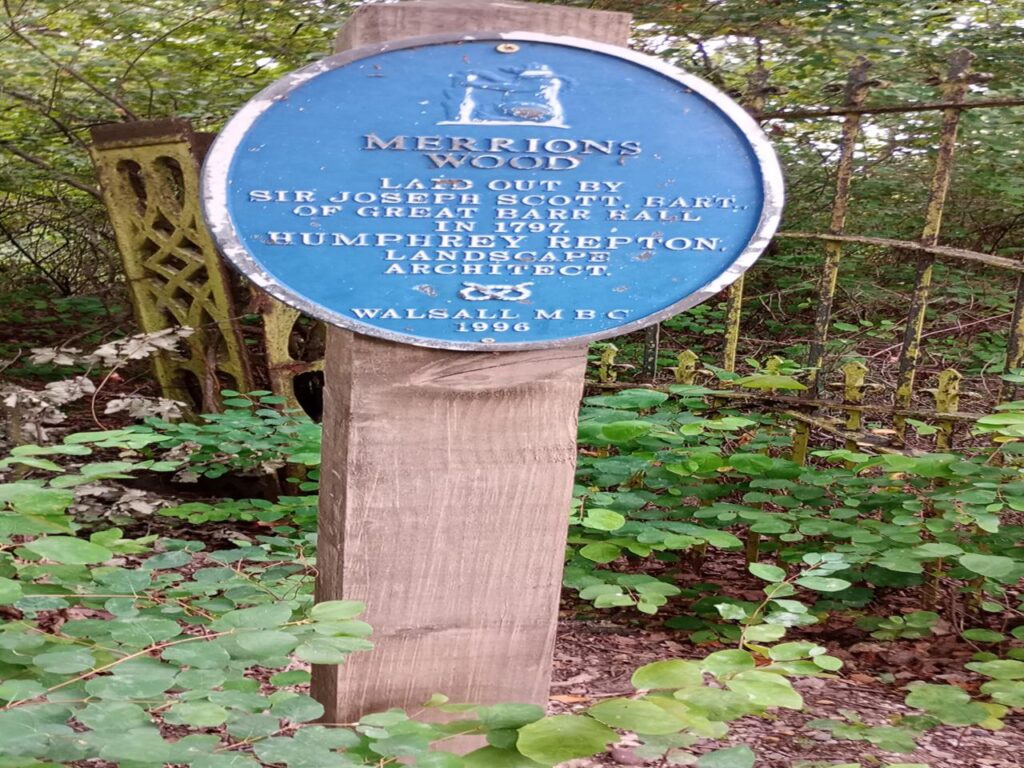 MERRIONS
WOOD
LAID OUT BY
SIR JOSEPH SCOTT, BART.,
OF GREAT BARR HALL
IN 1797.
HUMPHREY REPTON,
LANDSCAPE
ARCHITECT.
WALSALL MBC
1996